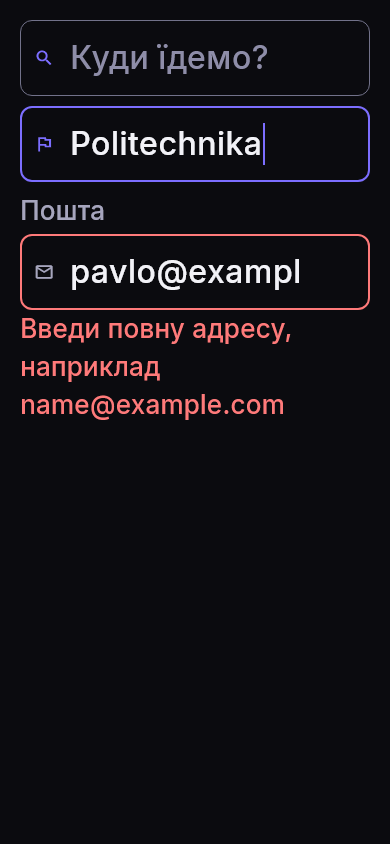 Куди їдемо?
Politechnika
Пошта
pavlo@exampl
Введи повну адресу,
наприклад
name@example.com